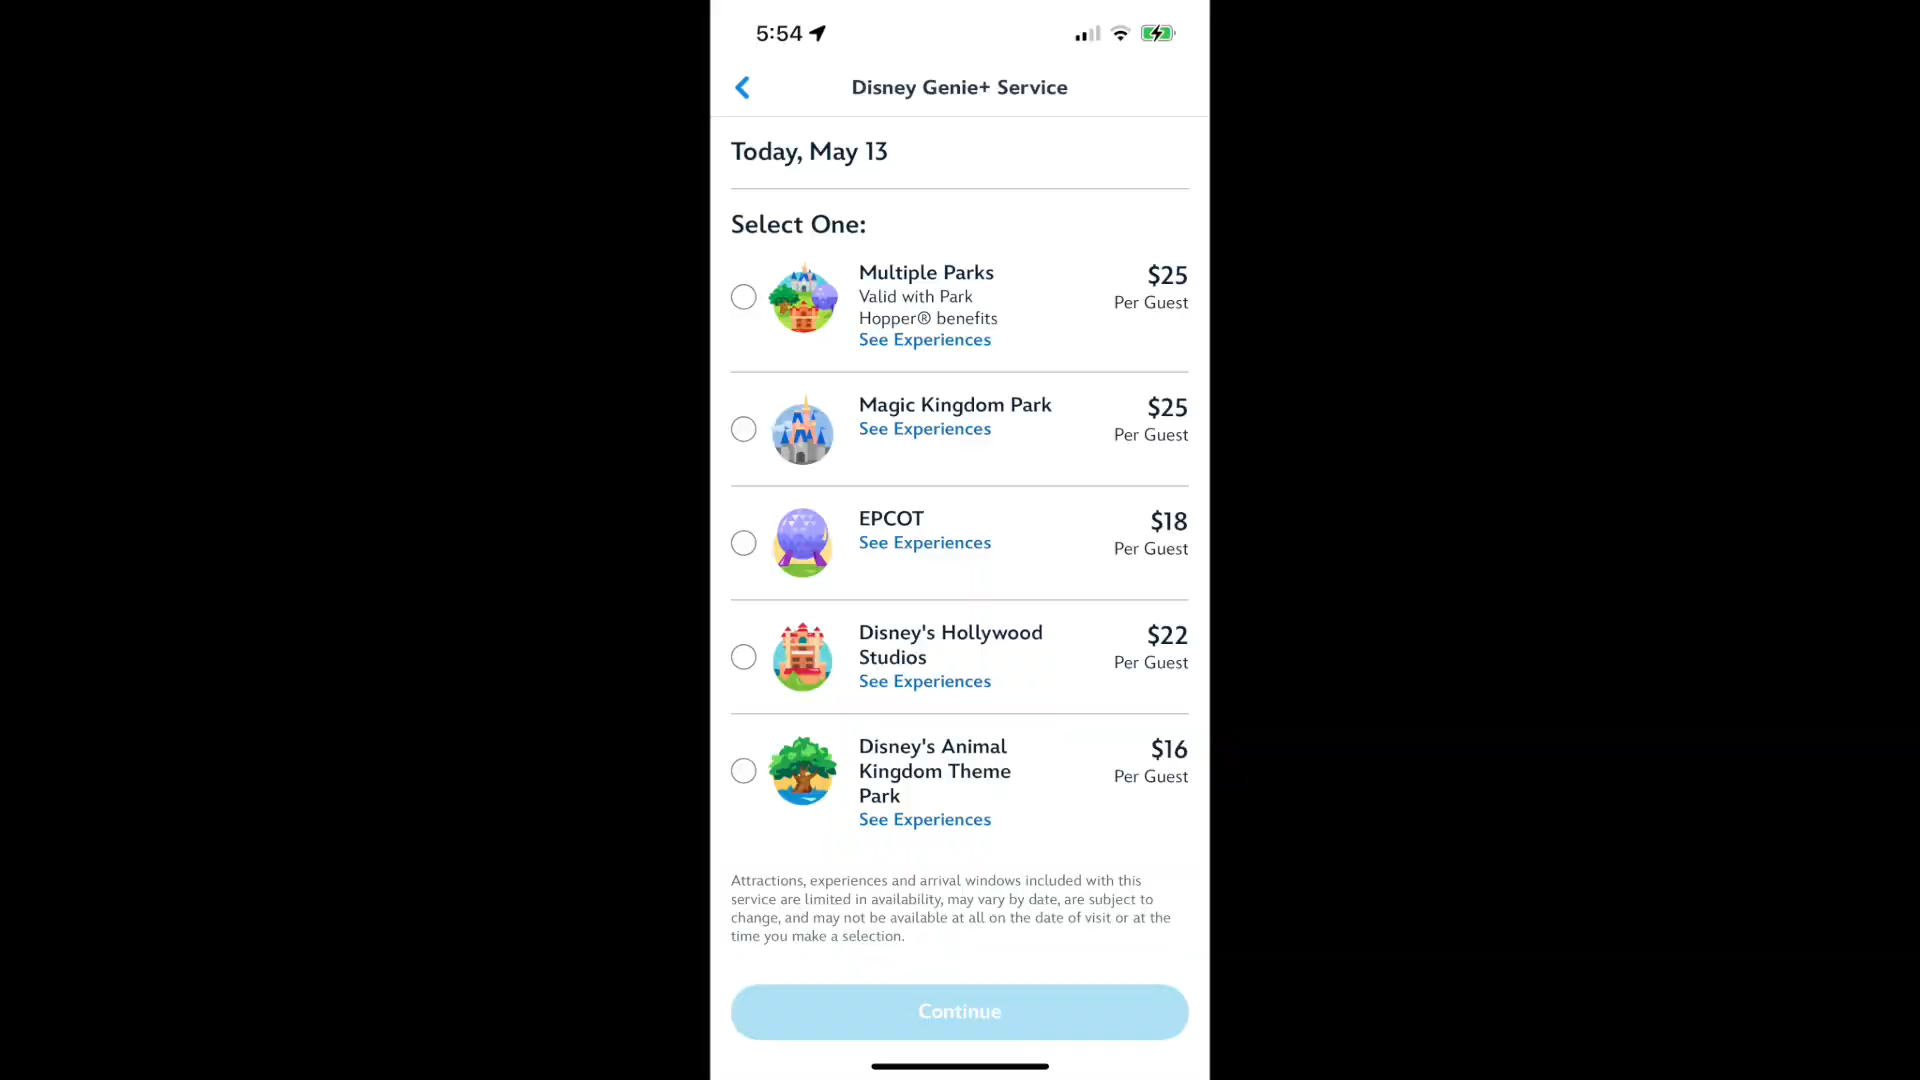 5:54
Disney Genie+ Service
Today, May 13
Select One:
Multiple Parks
$25
Valid with Park
Per Guest
Hopper® benefits
See Experiences
Magic Kingdom Park
$25
See Experiences
Per Guest
EPCOT
$18
See Experiences
Per Guest
Disney's Hollywood
$22
Studios
Per Guest
See Experiences
Disney's Animal
$16
Kingdom Theme
Per Guest
Park
See Experiences
Attractions, experiences and arrival windows included with this
service are limited in availability, may vary by date, are subject to
change, and may not be available at all on the date of visit or at the
time you make a selection.
Continue